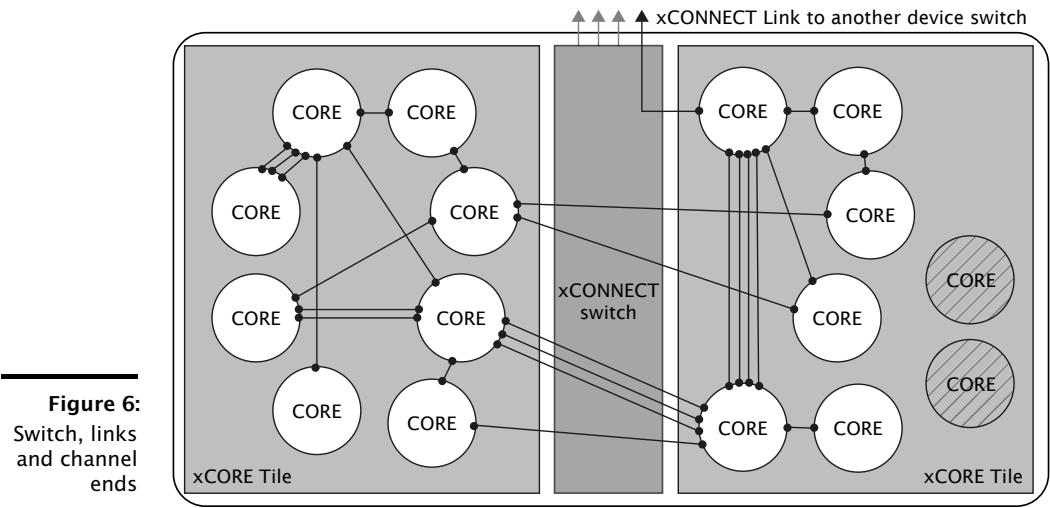 xCONNECT Link to another device switch
CORE
CORE
CORE
CORE
CORE
CORE
CORE
CORE
CORE
CORE
CORE
xCONNECT
switch
CORE
CORE
CORE
CORE
CORE
CORE
CORE
xCORE Tile
xCORE Tile
Figure 6:
Switch, links
and channel
ends